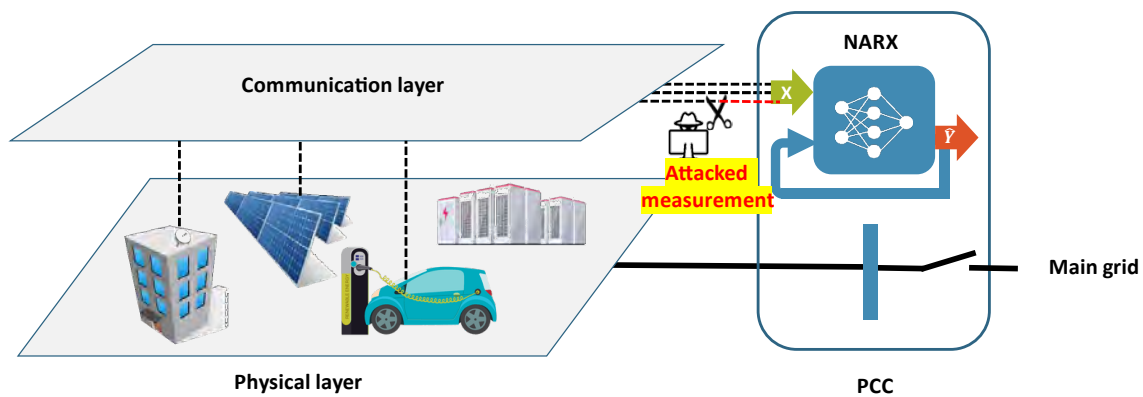 NARX
Communication layer
X
Ŷ
Attacked
measurement
Main grid
Physical layer
PCC